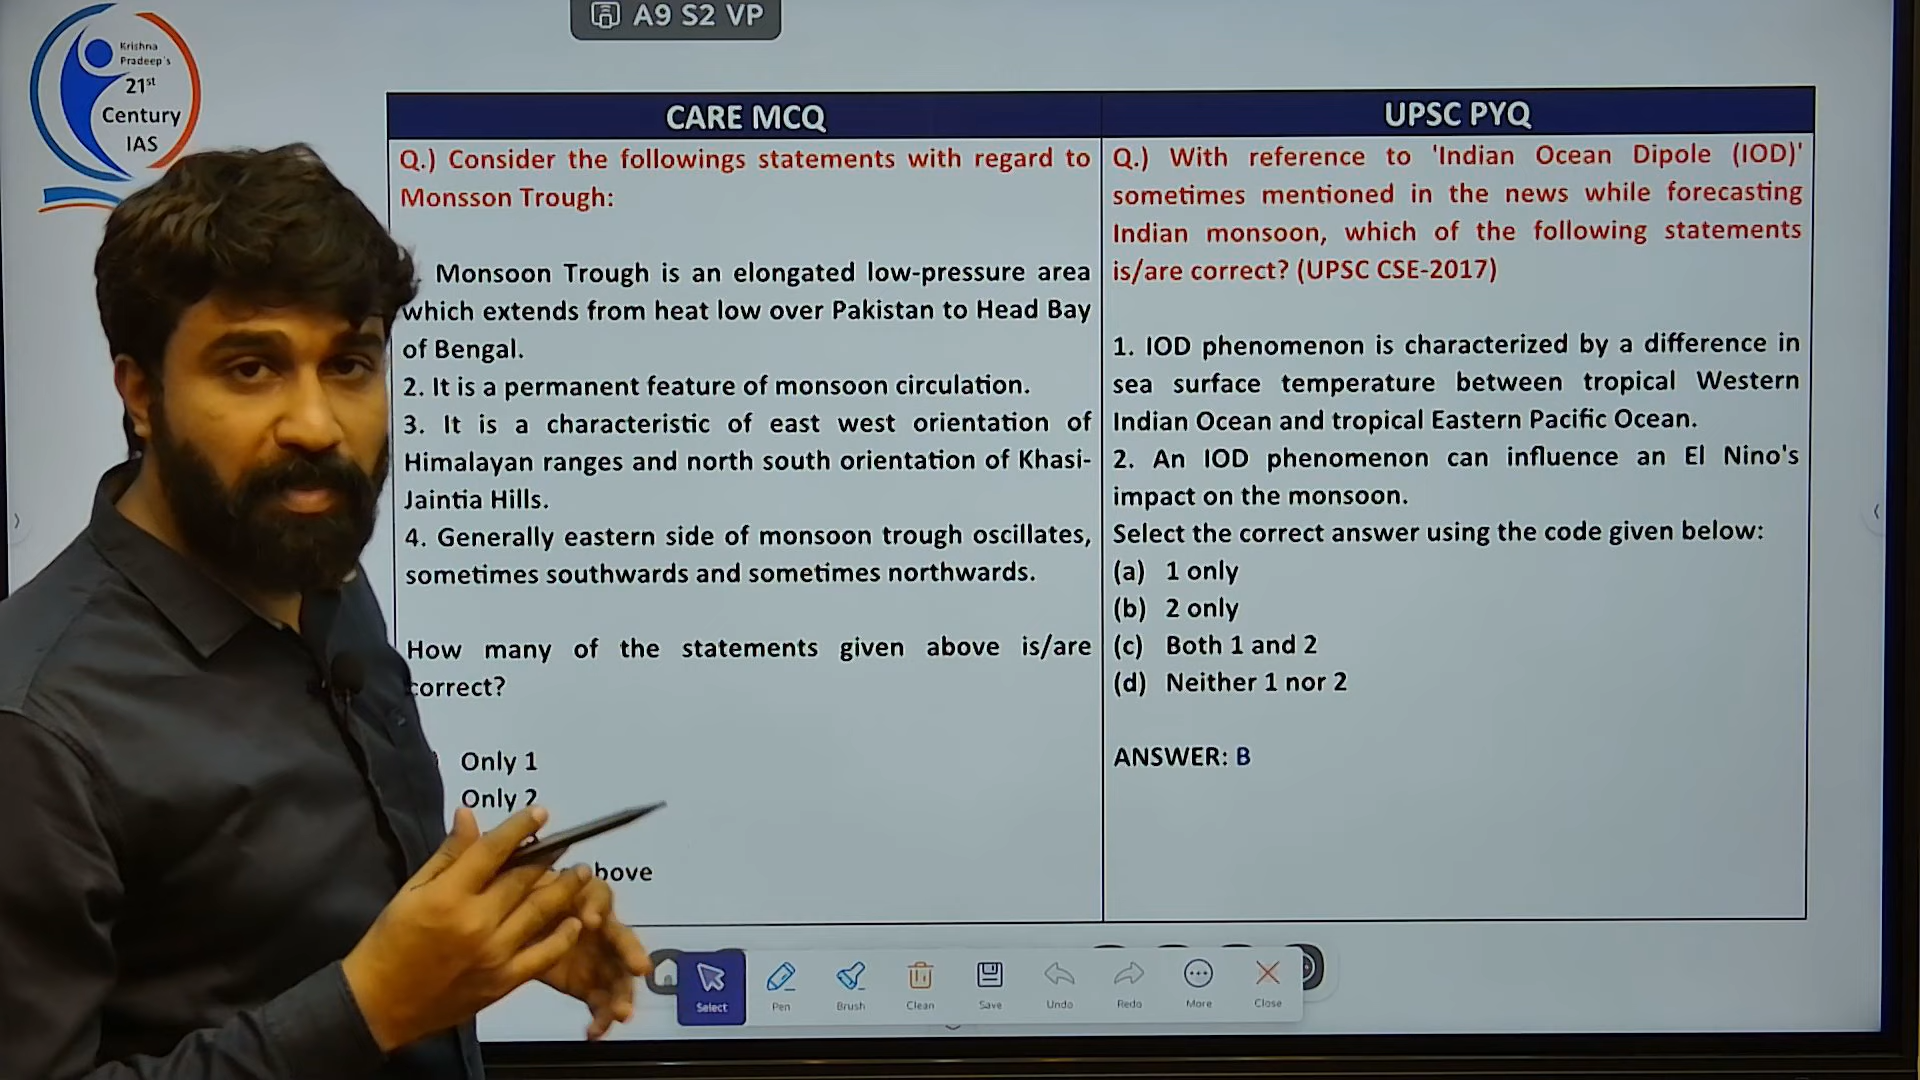 A9 S2 VP
Krishna
Pradeep's
21st
Century
IAS
CARE MCQ
Q.) Consider the followings statements with regard to
Monsson Trough:
Monsoon Trough is an elongated low-pressure area
which extends from heat low over Pakistan to Head Bay
of Bengal.
2. It is a permanent feature of monsoon circulation.
3. It is a characteristic of east west orientation of
Himalayan ranges and north south orientation of Khasi-
Jaintia Hills.
4. Generally eastern side of monsoon trough oscillates,
sometimes southwards and sometimes northwards.
How many of the statements given above is/are
correct?
Only 1
Only 2
bove
UPSC PYQ
Q.) With reference to 'Indian Ocean Dipole (IOD)'
sometimes mentioned in the news while forecasting
Indian monsoon, which of the following statements
is/are correct? (UPSC CSE-2017)
1. IOD phenomenon is characterized by a difference in
sea surface temperature between tropical Western
Indian Ocean and tropical Eastern Pacific Ocean.
2. An IOD phenomenon can influence an El Nino's
impact on the monsoon.
Select the correct answer using the code given below:
(a) 1 only
(b) 2 only
(c) Both 1 and 2
(d) Neither 1 nor 2
ANSWER: B
Select Pen Brush Clean Save Undo Redo More Close